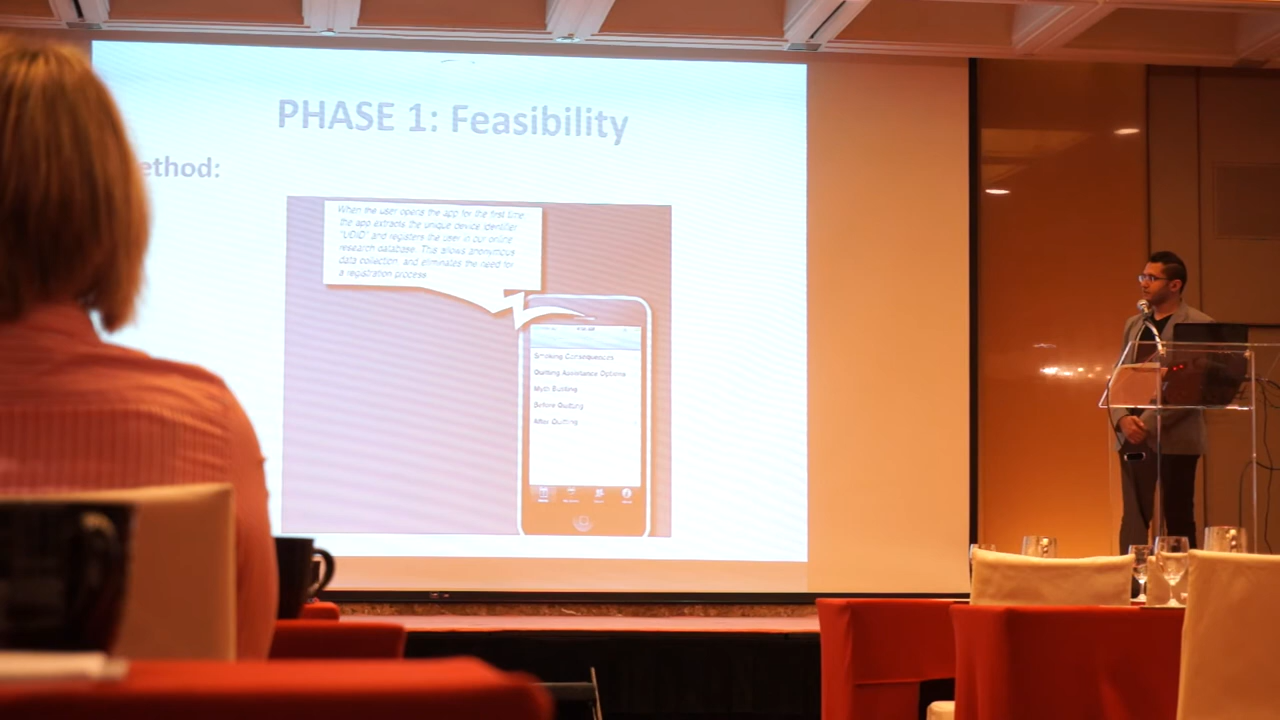 PHASE 1: Feasibility
ethod:
When the user opens the app for the first time
the app extracts the unique device identifier
"UDID" and registers the user in our online
research database. This allows anonymous
data collection, and eliminates the need for
a registration process
Smoking Consequences
Quitting Assistance Options
Myth Busting
Before Quitting
After Quitting